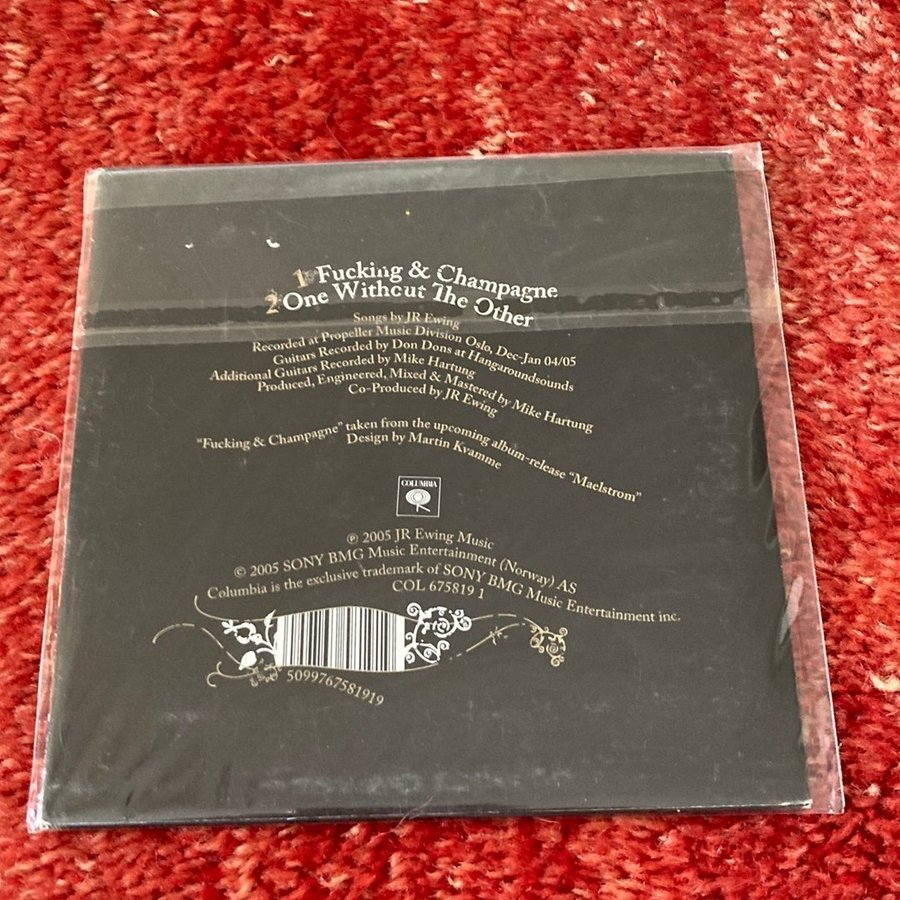 1 Fucking & Champagne
2 One Without The Other
Songs by JR Ewing
Recorded at Propeller Music Division Oslo, Dec-Jan 04/05
Guitars Recorded by Don Dons at Hangaroundsounds
Additional Guitars Recorded by Mike Hartung
Produced, Engineered, Mixed & Mastered by Mike Hartung
Co-Produced by JR Ewing
"Fucking & Champagne" taken from the upcoming album-release "Maelstrom"
Design by Martin Kvamme
COLUMBIA
℗ 2005 JR Ewing Music
© 2005 SONY BMG Music Entertainment (Norway) AS
Columbia is the exclusive trademark of SONY BMG Music Entertainment inc.
COL 675819 1
5099767581919